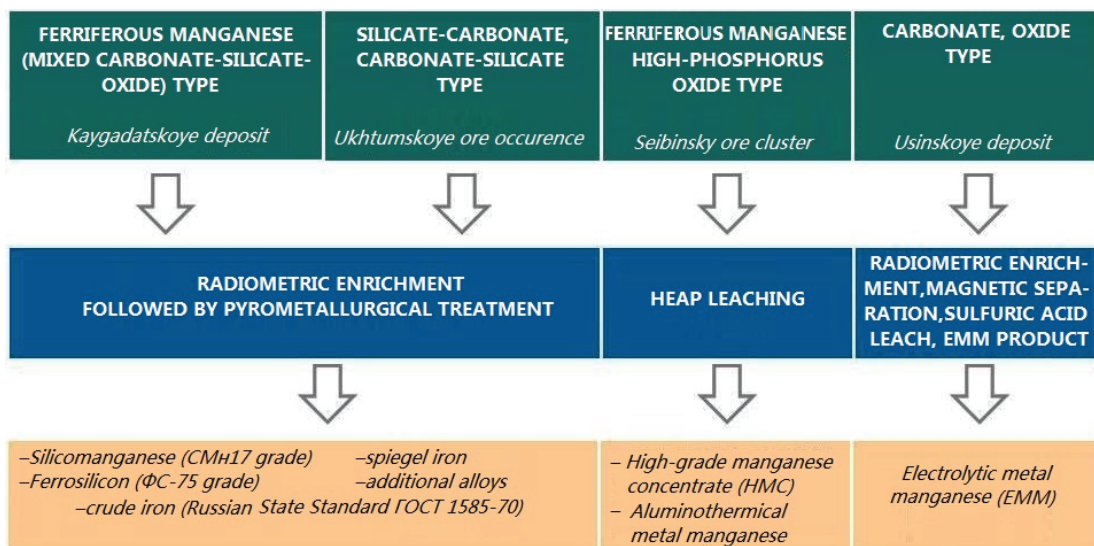 FERRIFEROUS MANGANESE
(MIXED CARBONATE-SILICATE-
OXIDE) TYPE
Kaygadatskoye deposit
SILICATE-CARBONATE,
CARBONATE-SILICATE
TYPE
Ukhtumskoye ore occurence
FERRIFEROUS MANGANESE
HIGH-PHOSPHORUS
OXIDE TYPE
Seibinsky ore cluster
CARBONATE, OXIDE
TYPE
Usinskoye deposit
RADIOMETRIC ENRICHMENT
FOLLOWED BY PYROMETALLURGICAL TREATMENT
HEAP LEACHING
RADIOMETRIC ENRICH-
MENT,MAGNETIC SEPA-
RATION,SULFURIC ACID
LEACH, EMM PRODUCT
–Silicomanganese (СМн17 grade)
–Ferrosilicon (ФС-75 grade)
–spiegel iron
–additional alloys
–crude iron (Russian State Standard ГОСТ 1585-70)
– High-grade manganese
concentrate (HMC)
– Aluminothermical
metal manganese
Electrolytic metal
manganese (EMM)